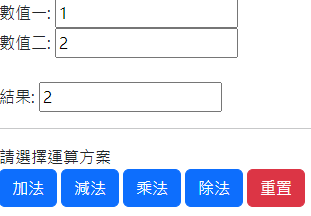 數值一: 1
數值二: 2
結果: 2
請選擇運算方案
加法 減法 乘法 除法 重置